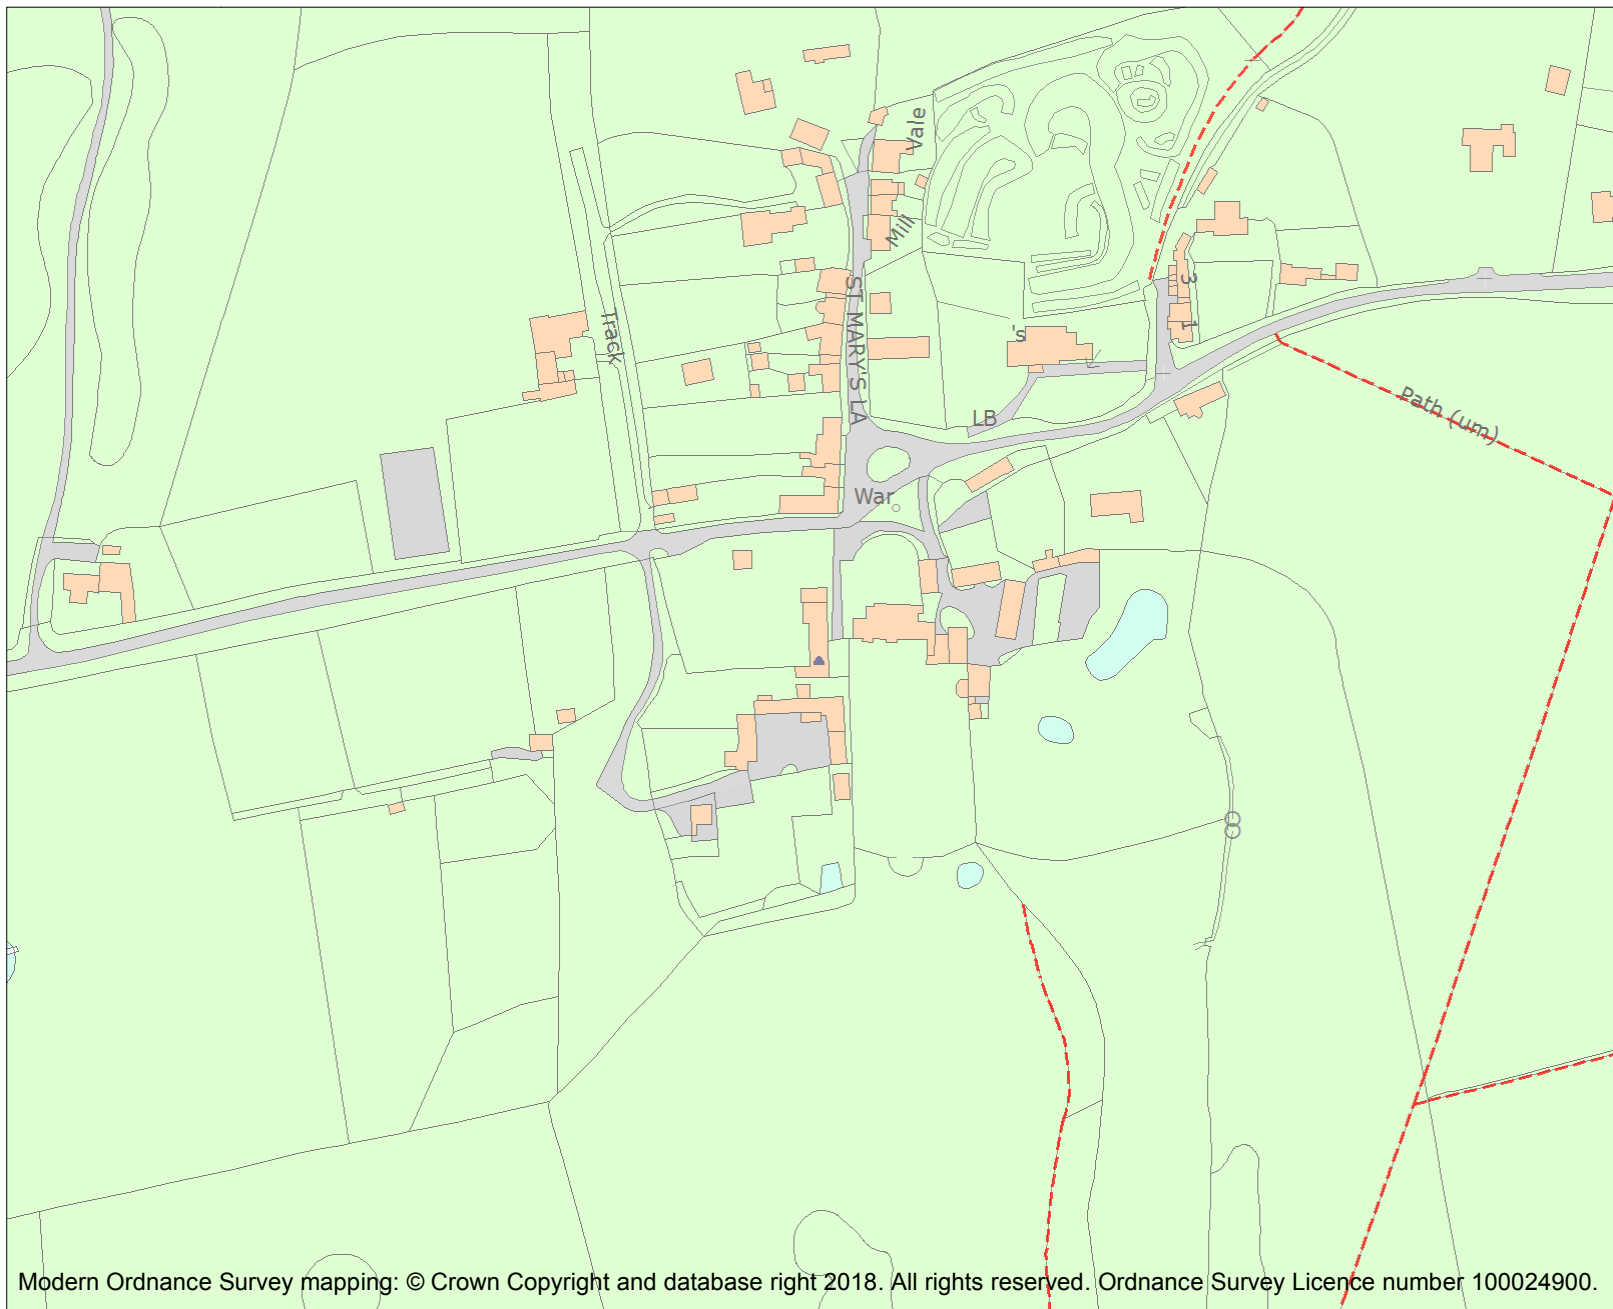 Vale
Mill
ST MARY'S LA
Track
's
3
1
LB
Path (um)
War
Modern Ordnance Survey mapping: © Crown Copyright and database right 2018. All rights reserved. Ordnance Survey Licence number 100024900.